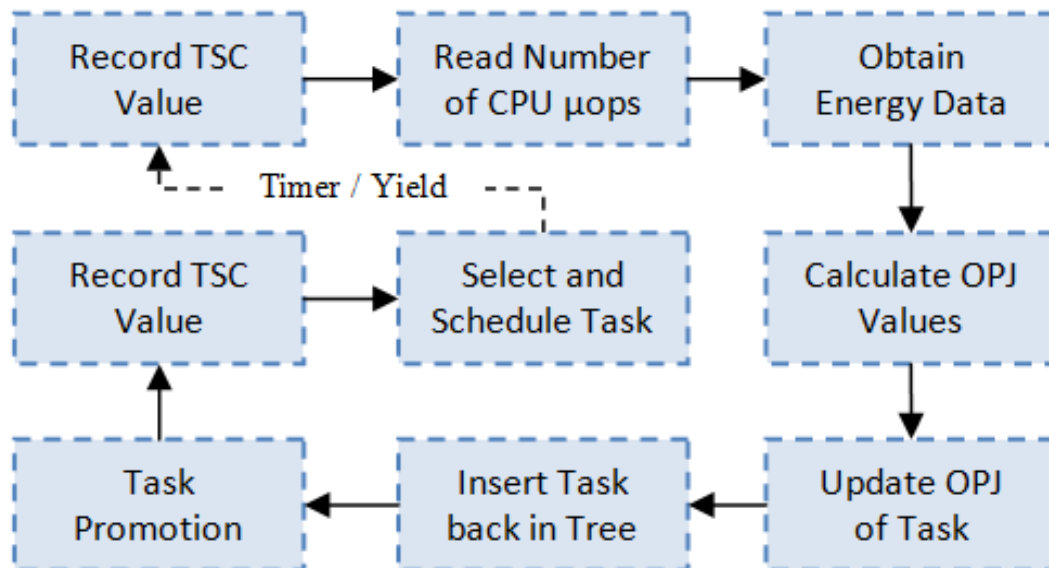 Record TSC
Value
Read Number
of CPU μops
Obtain
Energy Data
Timer / Yield
Record TSC
Value
Select and
Schedule Task
Calculate OPJ
Values
Task
Promotion
Insert Task
back in Tree
Update OPJ
of Task